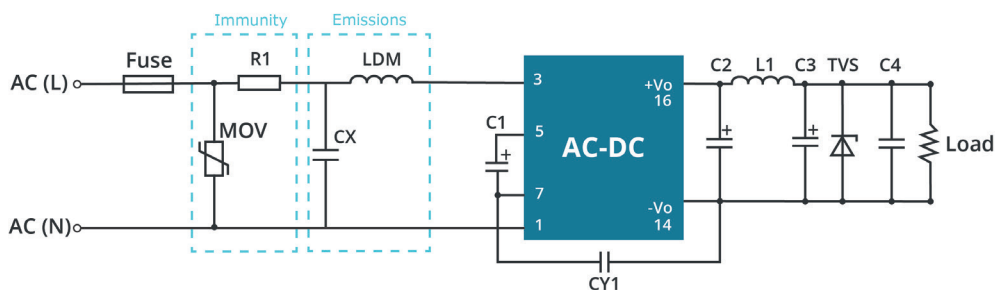 Immunity
Emissions
Fuse
R1
LDM
C2
L1
C3
TVS
C4
AC (L)
3
+Vo
16
MOV
CX
C1
5
AC-DC
Load
7
AC (N)
1
-Vo
14
CY1